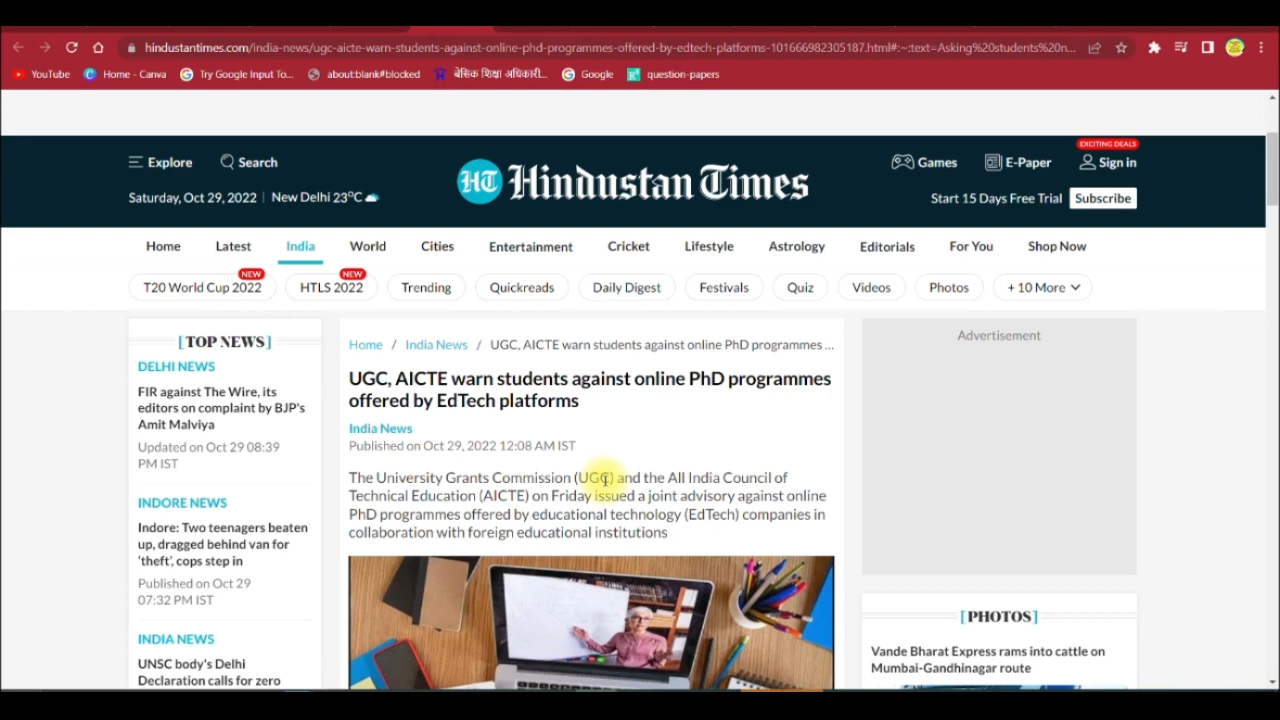 hindustantimes.com/india-news/ugc-aicte-warn-students-against-online-phd-programmes-offered-by-edtech-platforms-101666982305187.html#:~:text=Asking%20students%20n...
YouTube Home - Canva Try Google Input To... about:blank#blocked बेसिक शिक्षा अधिकारी... Google question-papers
EXCITING DEALS
Explore Search HT Hindustan Times Games E-Paper Sign in
Saturday, Oct 29, 2022 New Delhi 23°C Start 15 Days Free Trial Subscribe
Home Latest India World Cities Entertainment Cricket Lifestyle Astrology Editorials For You Shop Now
NEW NEW
T20 World Cup 2022 HTLS 2022 Trending Quickreads Daily Digest Festivals Quiz Videos Photos + 10 More
[TOP NEWS]
DELHI NEWS
FIR against The Wire, its
editors on complaint by BJP's
Amit Malviya
Updated on Oct 29 08:39
PM IST
INDORE NEWS
Indore: Two teenagers beaten
up, dragged behind van for
‘theft’, cops step in
Published on Oct 29
07:32 PM IST
INDIA NEWS
UNSC body's Delhi
Declaration calls for zero
Home / India News / UGC, AICTE warn students against online PhD programmes ...
UGC, AICTE warn students against online PhD programmes
offered by EdTech platforms
India News
Published on Oct 29, 2022 12:08 AM IST
The University Grants Commission (UGC) and the All India Council of
Technical Education (AICTE) on Friday issued a joint advisory against online
PhD programmes offered by educational technology (EdTech) companies in
collaboration with foreign educational institutions
Advertisement
[PHOTOS]
Vande Bharat Express rams into cattle on
Mumbai-Gandhinagar route